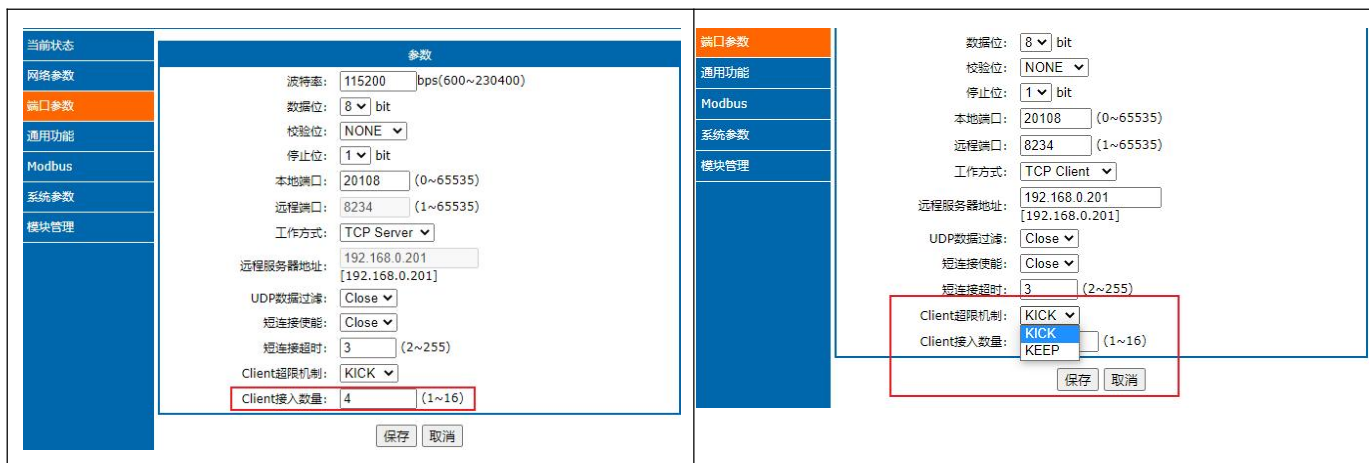 当前状态
网络参数
端口参数
通用功能
Modbus
系统参数
模块管理
参数
波特率: 115200 bps(600~230400)
数据位: 8 bit
校验位: NONE
停止位: 1 bit
本地端口: 20108 (0~65535)
远程端口: 8234 (1~65535)
工作方式: TCP Server
远程服务器地址: 192.168.0.201
[192.168.0.201]
UDP数据过滤: Close
短连接使能: Close
短连接超时: 3 (2~255)
Client超限机制: KICK
Client接入数量: 4 (1~16)
保存 取消
端口参数
通用功能
Modbus
系统参数
模块管理
数据位: 8 bit
校验位: NONE
停止位: 1 bit
本地端口: 20108 (0~65535)
远程端口: 8234 (1~65535)
工作方式: TCP Client
远程服务器地址: 192.168.0.201
[192.168.0.201]
UDP数据过滤: Close
短连接使能: Close
短连接超时: 3 (2~255)
Client超限机制: KICK
KICK
Client接入数量: (1~16)
KEEP
保存 取消